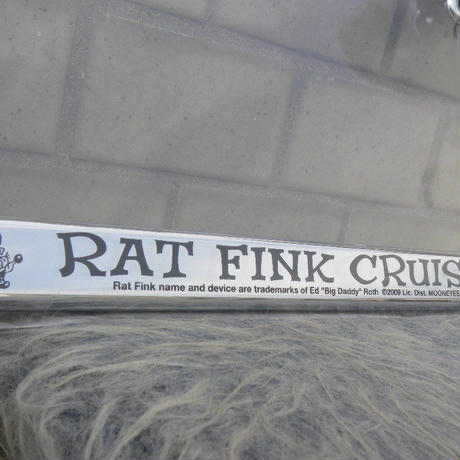 RAT FINK CRUIS
Rat Fink name and device are trademarks of Ed "Big Daddy" Roth ©2009 Lic. Dist. MOONEYES